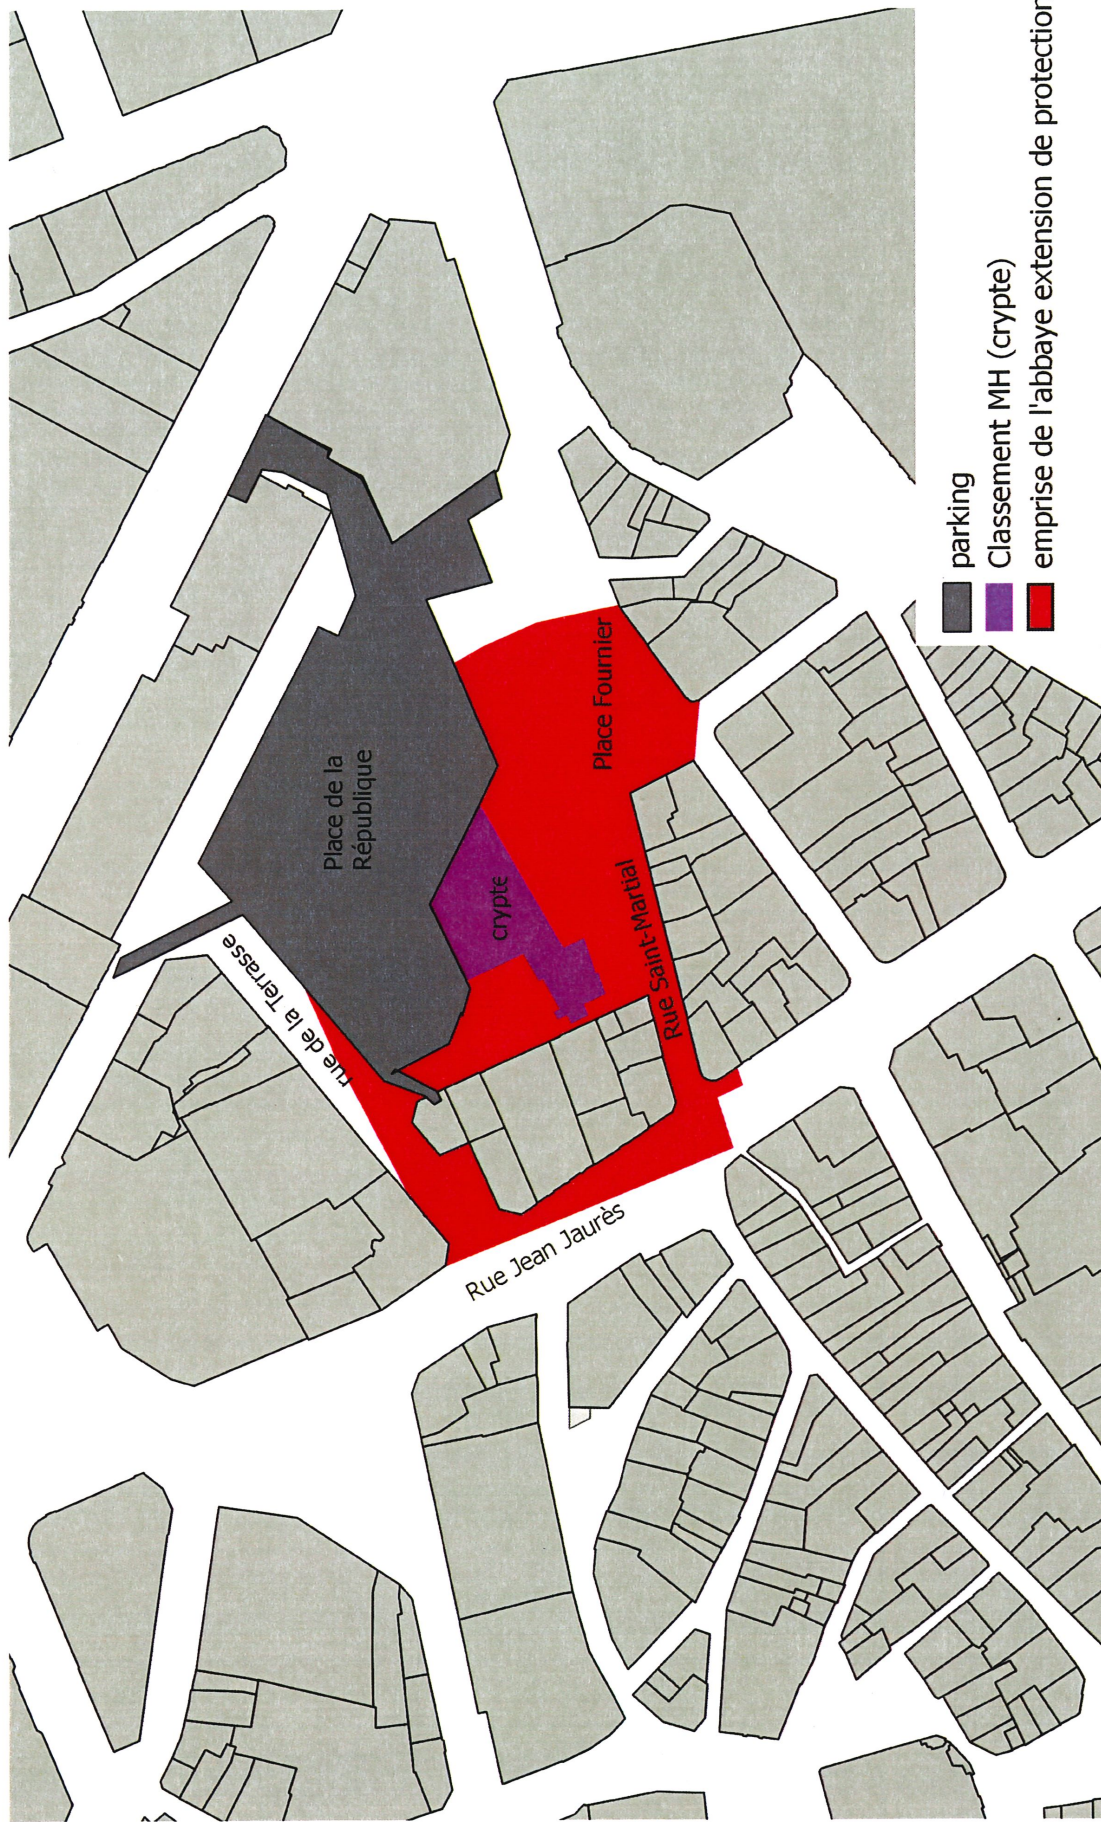 Place de la
République
rue de la Terrasse
crypte
Place Fournier
Rue Saint-Martial
Rue Jean Jaurès
parking
Classement MH (crypte)
emprise de l'abbaye extension de protection